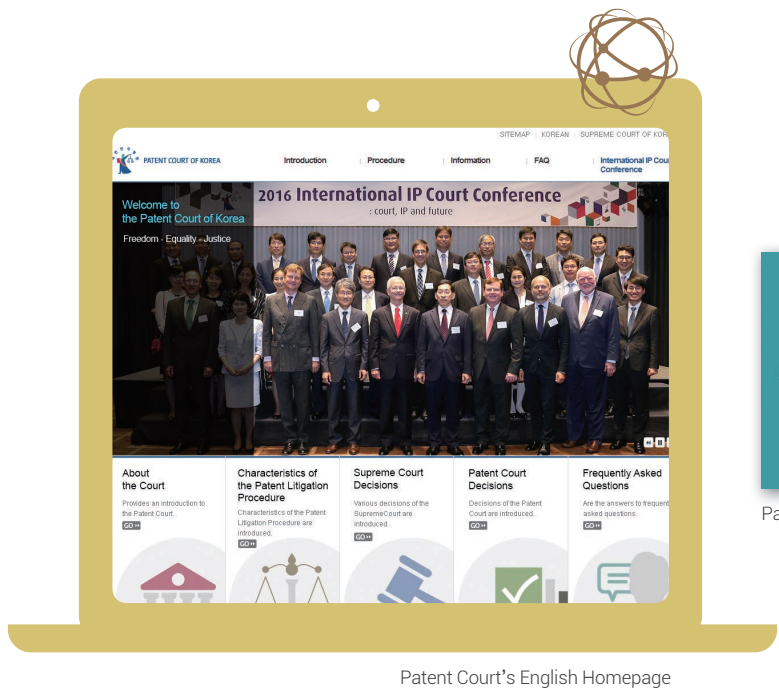 SITEMAP | KOREAN | SUPREME COURT OF KOR
PATENT COURT OF KOREA
Introduction | Procedure | Information | FAQ | International IP Cou
Conference
2016 International IP Court Conference
: court, IP and future
Welcome to
the Patent Court of Korea
Freedom - Equality - Justice
About
the Court
Provides an introduction to
the Patent Court.
GO
Characteristics of
the Patent Litigation
Procedure
Characteristics of the Patent
Litigation Procedure are
introduced.
GO
Supreme Court
Decisions
Various decisions of the
SupremeCourt are
introduced.
GO
Patent Court
Decisions
Decisions of the Patent
Court are introduced.
GO
Frequently Asked
Questions
Are the answers to frequent
asked questions.
GO
Pa
Patent Court's English Homepage